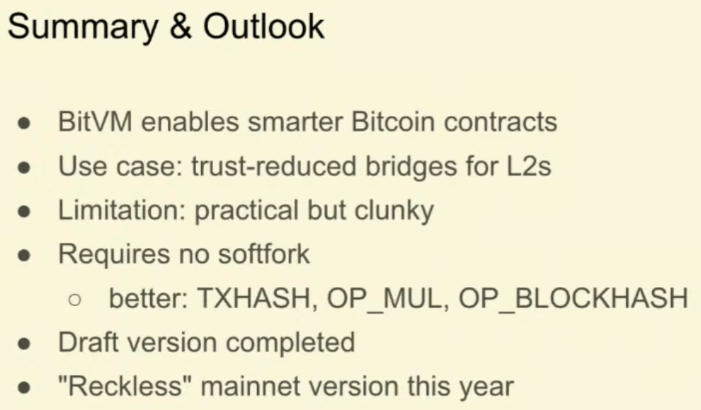 Summary & Outlook
● BitVM enables smarter Bitcoin contracts
● Use case: trust-reduced bridges for L2s
● Limitation: practical but clunky
● Requires no softfork
○ better: TXHASH, OP_MUL, OP_BLOCKHASH
● Draft version completed
● "Reckless" mainnet version this year